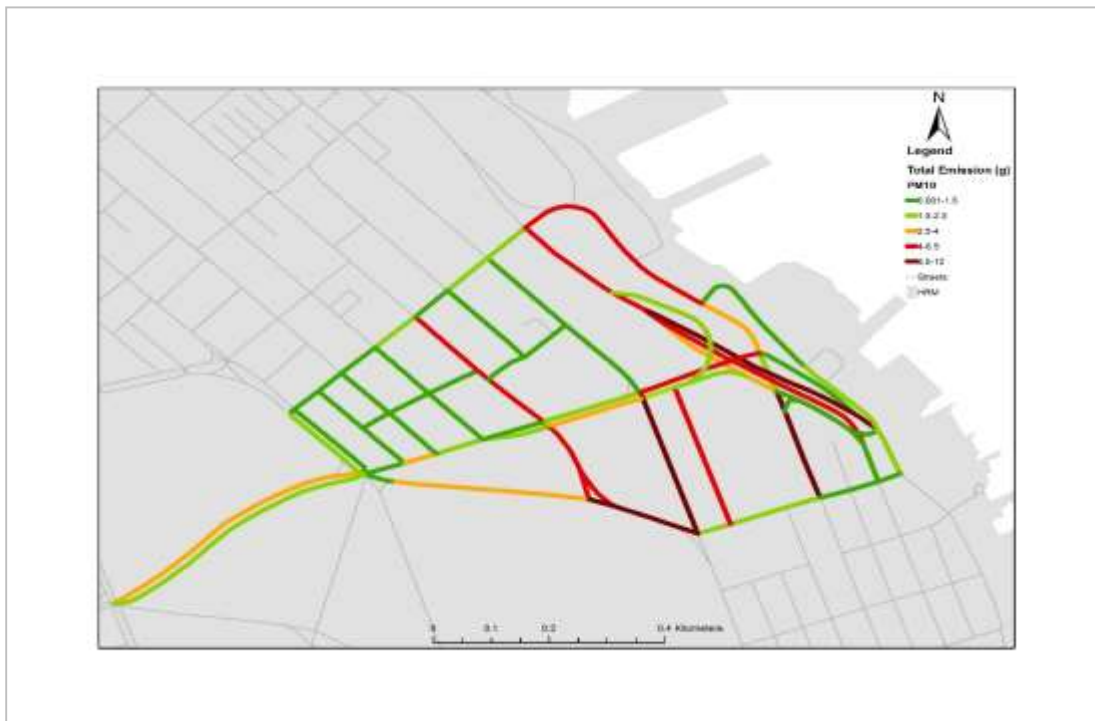 N
Legend
Total Emission (g)
PM10
0.001-1.5
1.5-2.5
2.5-4
4-6.5
6.5-12
Streets
HRM
0 0.1 0.2 0.4 Kilometers